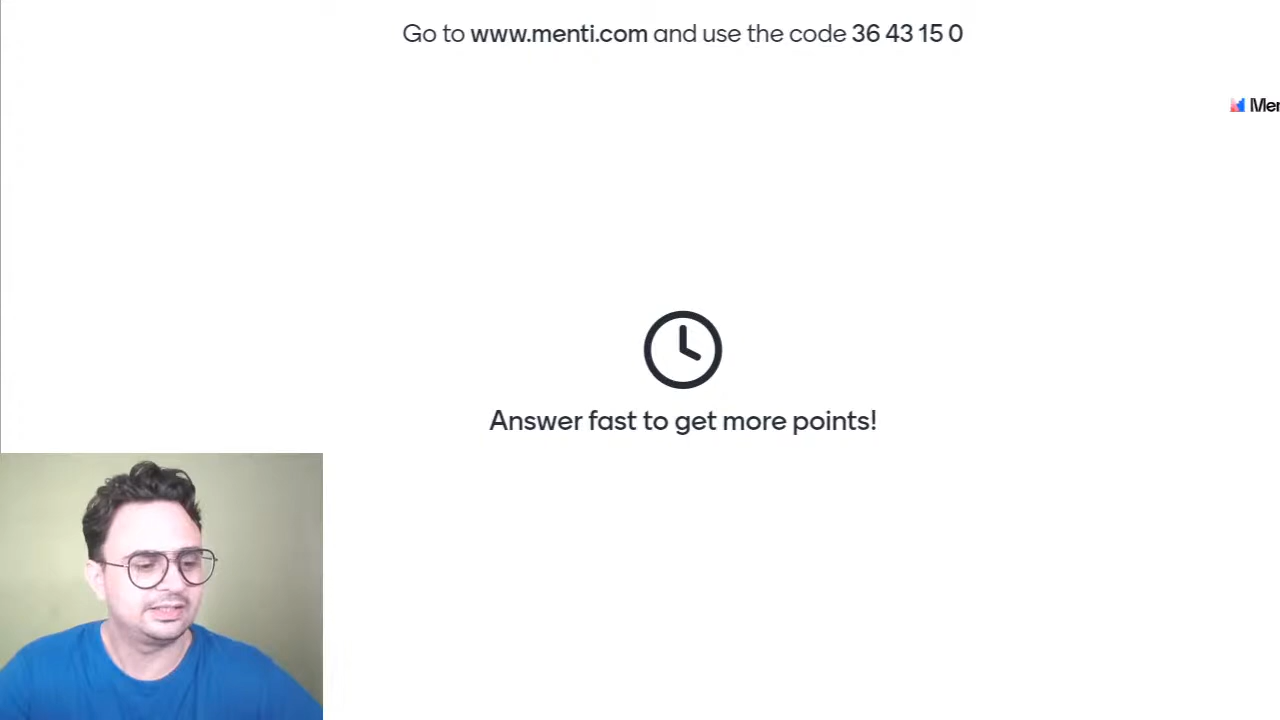 Go to www.menti.com and use the code 36 43 15 0
Answer fast to get more points!